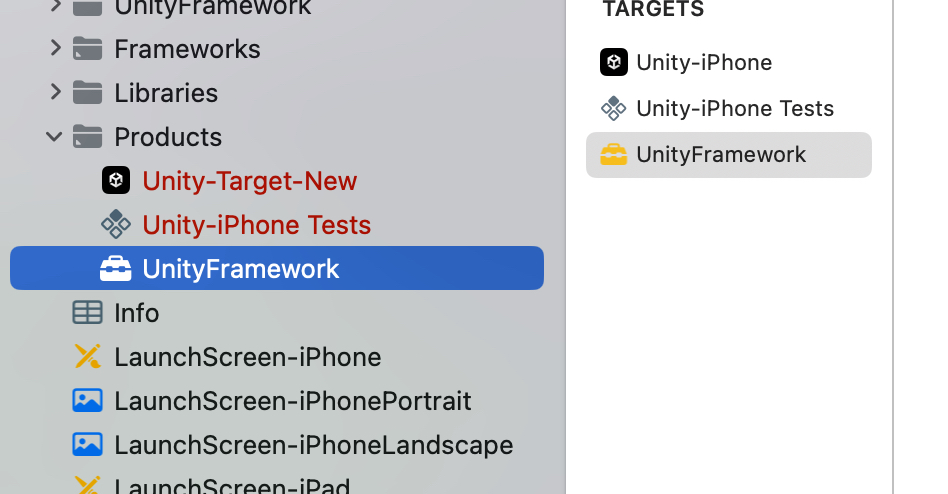 UnityFramework
Frameworks
Libraries
Products
Unity-Target-New
Unity-iPhone Tests
UnityFramework
Info
LaunchScreen-iPhone
LaunchScreen-iPhonePortrait
LaunchScreen-iPhoneLandscape
LaunchScreen-iPad
TARGETS
Unity-iPhone
Unity-iPhone Tests
UnityFramework